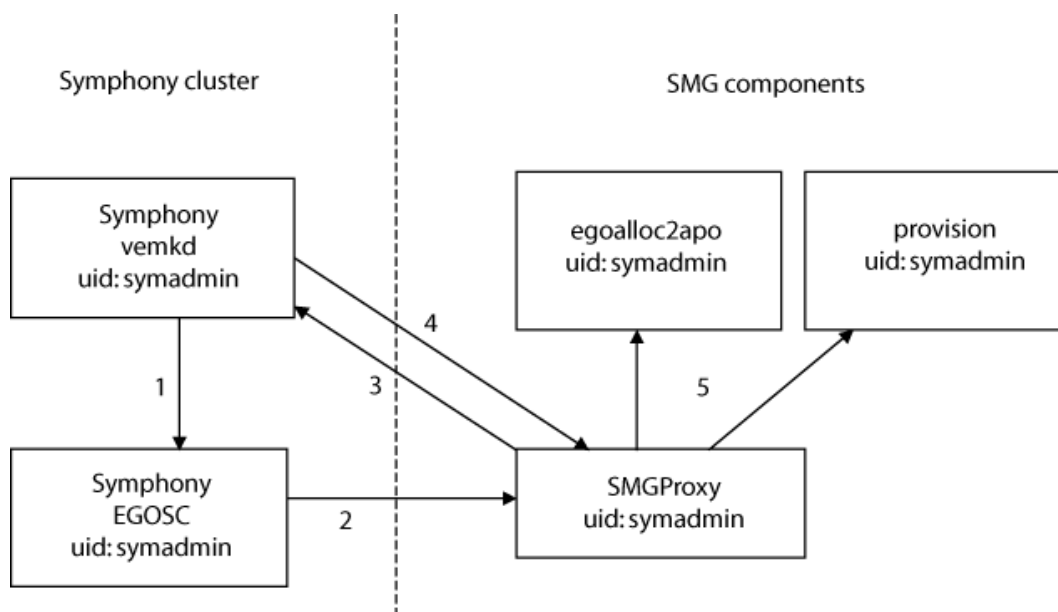 Symphony cluster
SMG components
Symphony
vemkd
uid: symadmin
egoalloc2apo
uid: symadmin
provision
uid: symadmin
4
3
1
5
Symphony
EGOSC
uid: symadmin
2
SMGProxy
uid: symadmin